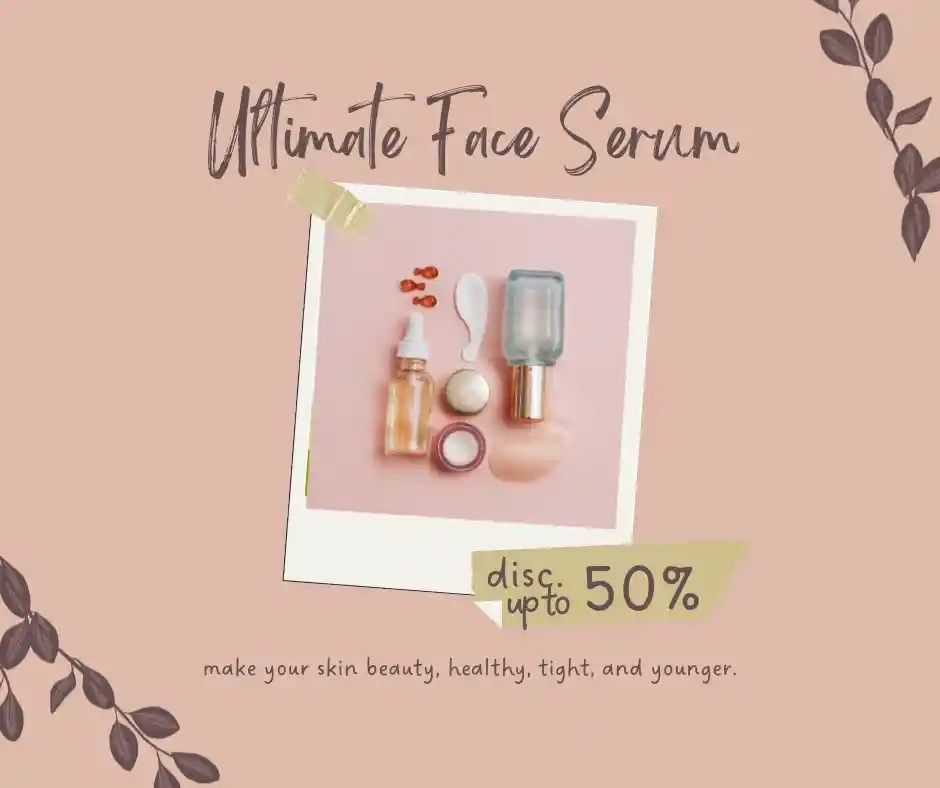 Ultimate Face Serum
disc.
upto 50%
make your skin beauty, healthy, tight, and younger.